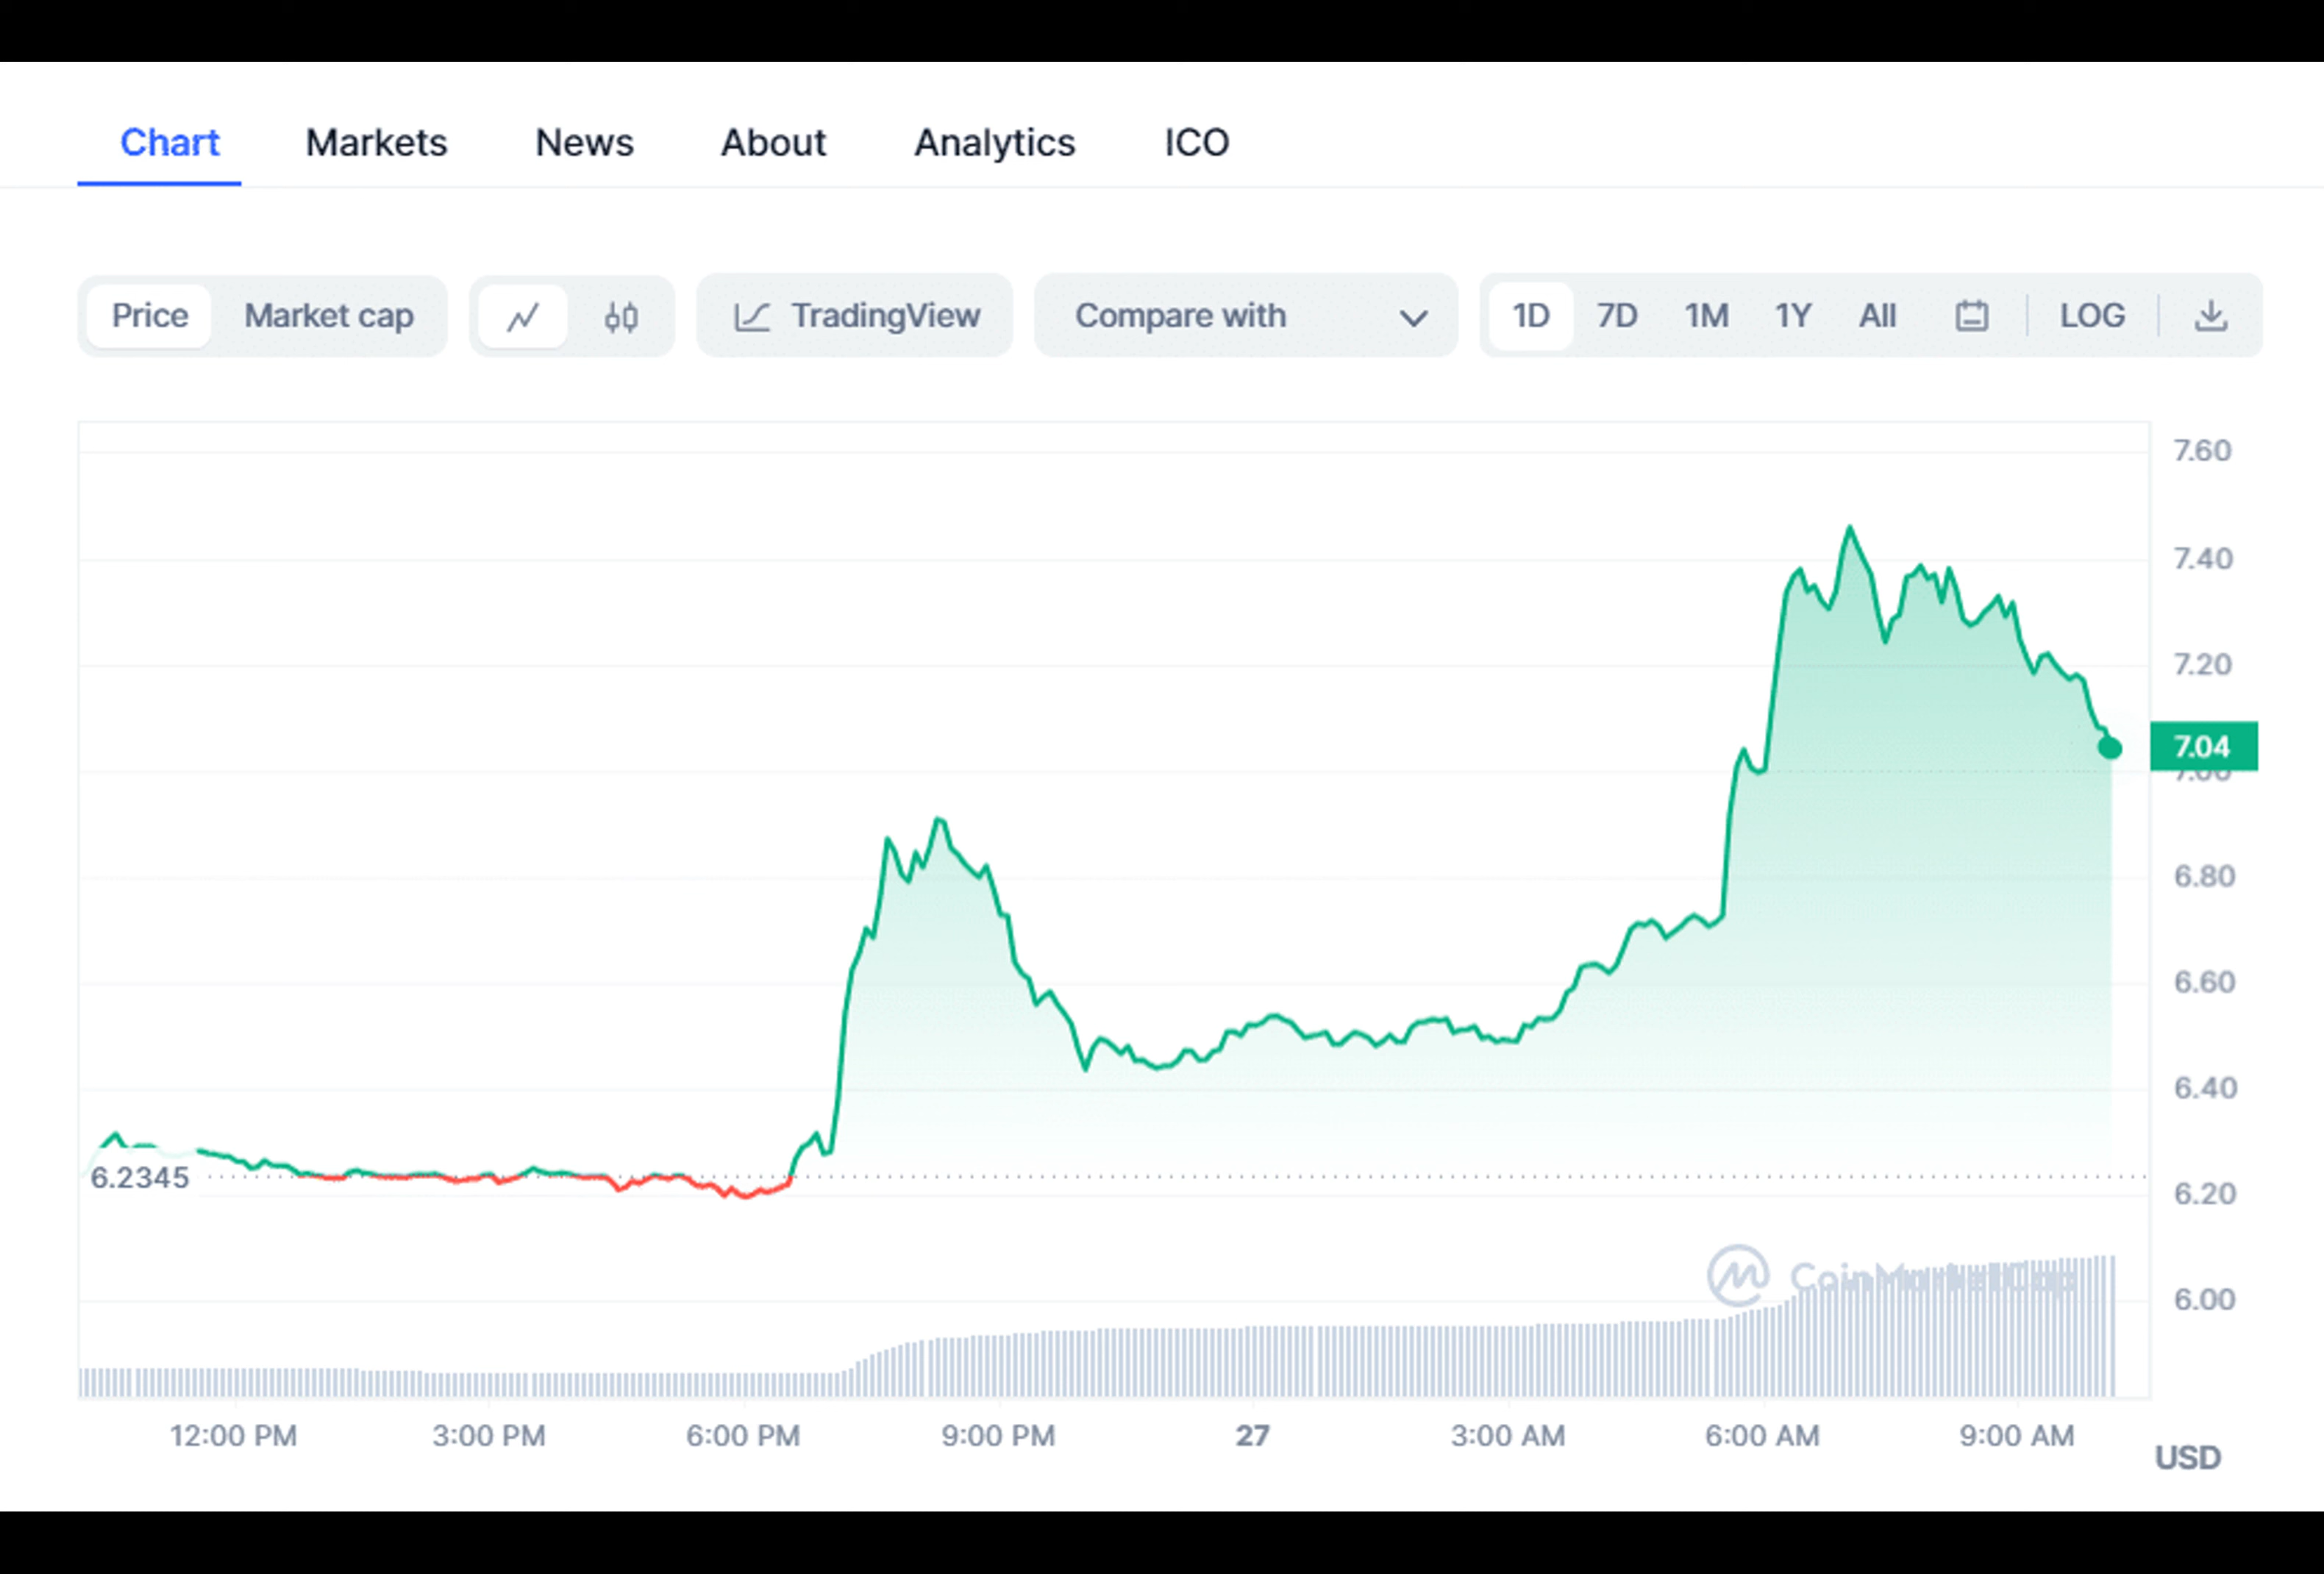 Chart Markets News About Analytics ICO
Price Market cap TradingView Compare with 1D 7D 1M 1Y All LOG
7.60
7.40
7.20
7.04
7.00
6.80
6.60
6.40
6.2345
6.20
CoinMarketCap
6.00
12:00 PM 3:00 PM 6:00 PM 9:00 PM 27 3:00 AM 6:00 AM 9:00 AM
USD